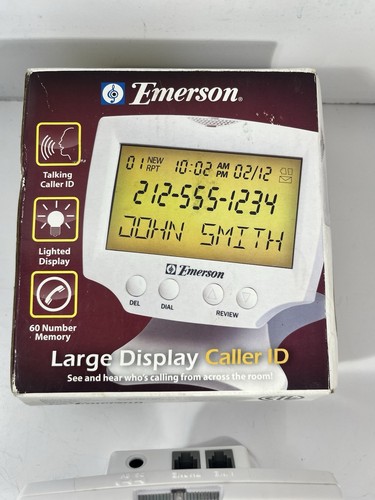 Emerson®
Talking
Caller ID
Lighted
Display
60 Number
Memory
01 NEW RPT 10:02 AM PM 02/12
212-555-1234
JOHN SMITH
Emerson
DEL DIAL REVIEW
Large Display Caller ID
See and hear who's calling from across the room!